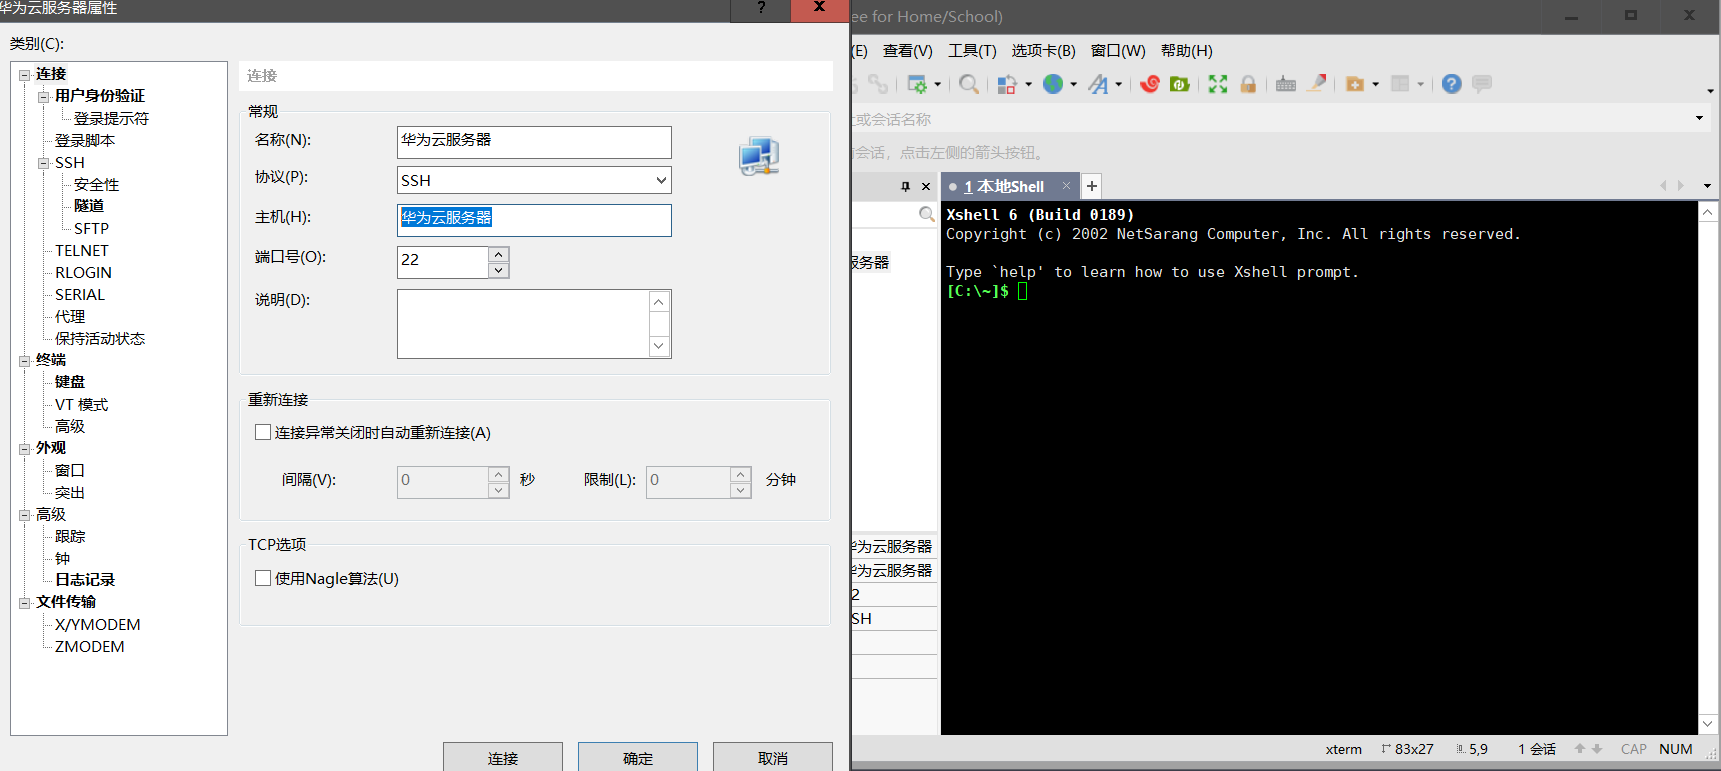 华为云服务器属性
?
X
类别(C):
连接
用户身份验证
登录提示符
登录脚本
SSH
安全性
隧道
SFTP
TELNET
RLOGIN
SERIAL
代理
保持活动状态
终端
键盘
VT 模式
高级
外观
窗口
突出
高级
跟踪
钟
日志记录
文件传输
X/YMODEM
ZMODEM
连接
常规
名称(N): 华为云服务器
协议(P): SSH
主机(H): 华为云服务器
端口号(O): 22
说明(D):
重新连接
连接异常关闭时自动重新连接(A)
间隔(V): 0 秒 限制(L): 0 分钟
TCP选项
使用Nagle算法(U)
连接 确定 取消
ee for Home/School)
(E) 查看(V) 工具(T) 选项卡(B) 窗口(W) 帮助(H)
或会话名称
会话，点击左侧的箭头按钮。
1 本地Shell × +
服务器
华为云服务器
华为云服务器
2
SH
Xshell 6 (Build 0189)
Copyright (c) 2002 NetSarang Computer, Inc. All rights reserved.
Type `help' to learn how to use Xshell prompt.
[C:\~]$
xterm 83x27 5,9 1 会话 CAP NUM